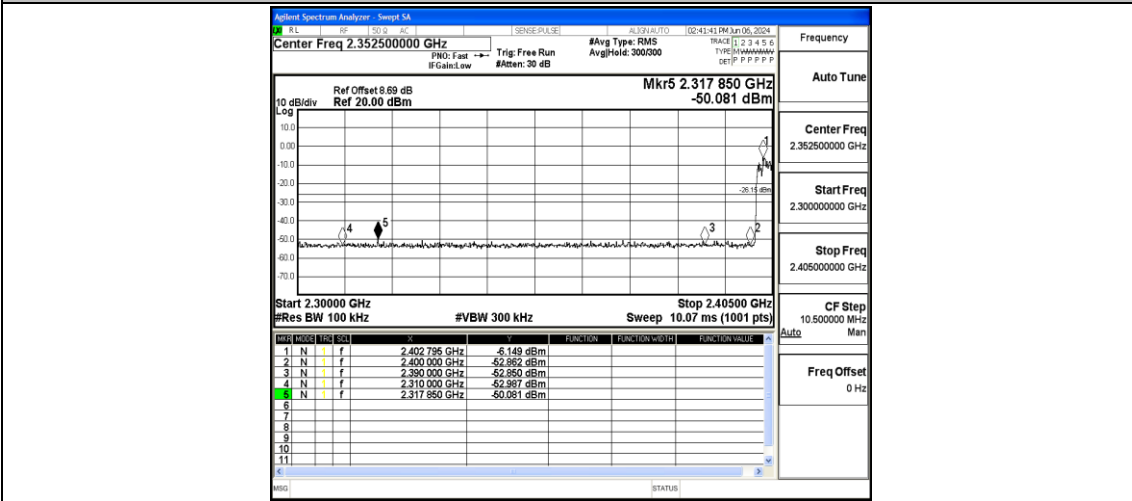 Agilent Spectrum Analyzer - Swept SA
RL RF 50 Ω AC SENSE:PULSE ALIGN AUTO 02:41:41 PM Jun 06, 2024
Center Freq 2.352500000 GHz
PNO: Fast
IFGain:Low
Trig: Free Run
#Atten: 30 dB
#Avg Type: RMS
Avg|Hold: 300/300
TRACE 1 2 3 4 5 6
TYPE M
DET P P P P P P
Mkr5 2.317 850 GHz
-50.081 dBm
Ref Offset 8.69 dB
10 dB/div Ref 20.00 dBm
Log
10.0
0.00
-10.0
-20.0
-30.0
-40.0
-50.0
-60.0
-70.0
1
-26.15 dBm
4 5 3 2
Start 2.30000 GHz Stop 2.40500 GHz
#Res BW 100 kHz #VBW 300 kHz Sweep 10.07 ms (1001 pts)
MKR MODE TRC SCL X Y FUNCTION FUNCTION WIDTH FUNCTION VALUE
1 N 1 f 2.402 795 GHz -6.149 dBm
2 N 1 f 2.400 000 GHz -52.862 dBm
3 N 1 f 2.390 000 GHz -52.850 dBm
4 N 1 f 2.310 000 GHz -52.987 dBm
5 N 1 f 2.317 850 GHz -50.081 dBm
6
7
8
9
10
11
MSG STATUS
Frequency
Auto Tune
Center Freq
2.352500000 GHz
Start Freq
2.300000000 GHz
Stop Freq
2.405000000 GHz
CF Step
10.500000 MHz
Auto Man
Freq Offset
0 Hz